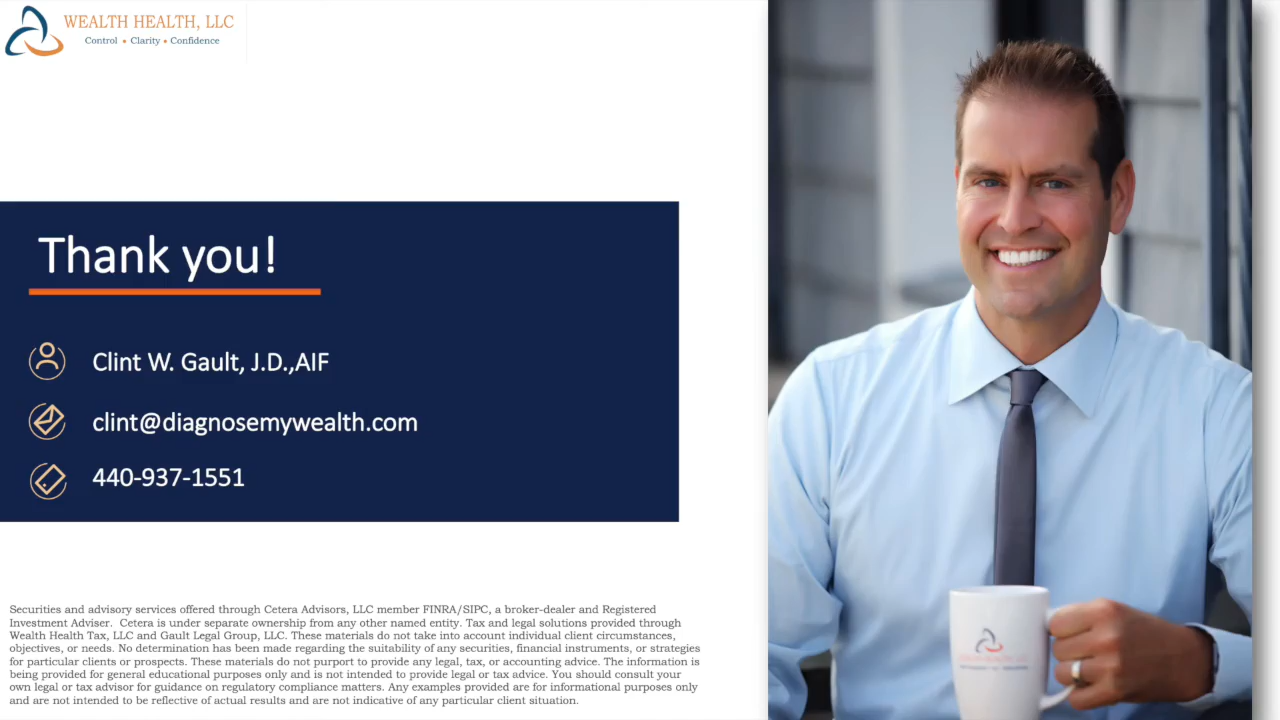 WEALTH HEALTH, LLC
Control • Clarity • Confidence
Thank you!
Clint W. Gault, J.D.,AIF
clint@diagnosemywealth.com
440-937-1551
Securities and advisory services offered through Cetera Advisors, LLC member FINRA/SIPC, a broker-dealer and Registered
Investment Adviser.  Cetera is under separate ownership from any other named entity. Tax and legal solutions provided through
Wealth Health Tax, LLC and Gault Legal Group, LLC. These materials do not take into account individual client circumstances,
objectives, or needs. No determination has been made regarding the suitability of any securities, financial instruments, or strategies
for particular clients or prospects. These materials do not purport to provide any legal, tax, or accounting advice. The information is
being provided for general educational purposes only and is not intended to provide legal or tax advice. You should consult your
own legal or tax advisor for guidance on regulatory compliance matters. Any examples provided are for informational purposes only
and are not intended to be reflective of actual results and are not indicative of any particular client situation.